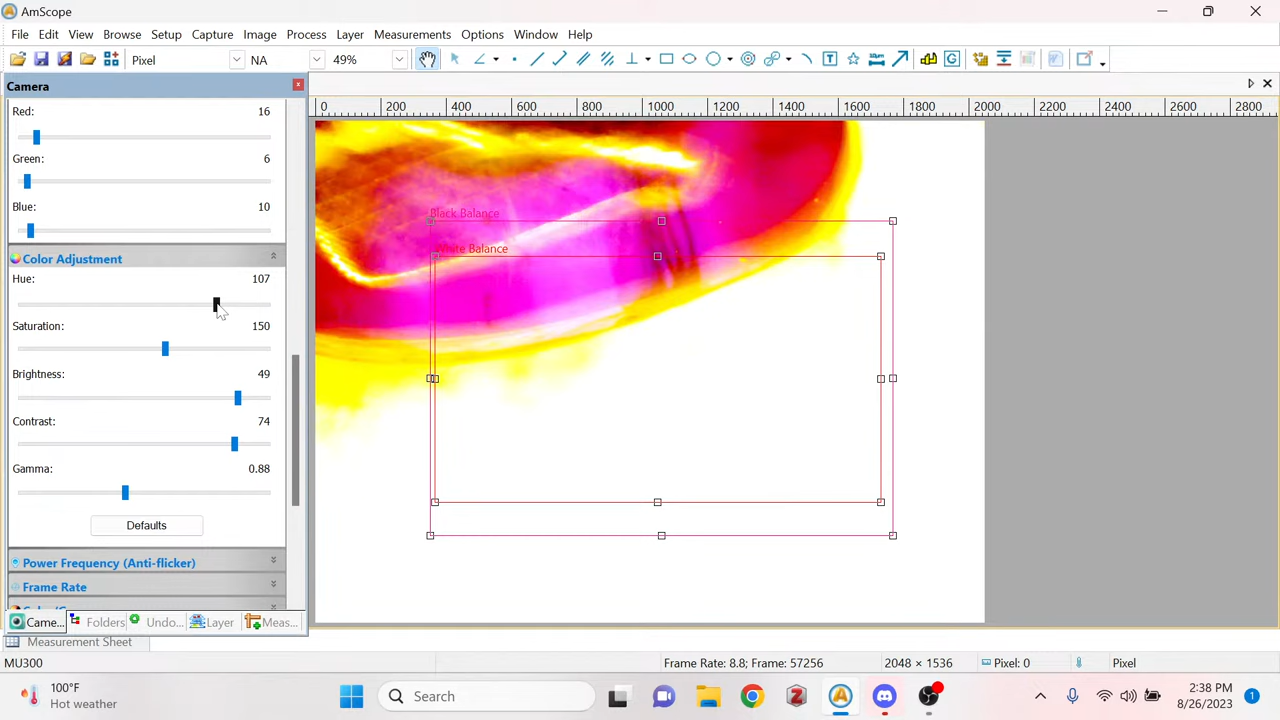 AmScope
File Edit View Browse Setup Capture Image Process Layer Measurements Options Window Help
Pixel NA 49%
Camera
0 200 400 600 800 1000 1200 1400 1600 1800 2000 2200 2400 2600 2800
Red: 16
Green: 6
Blue: 10
Black Balance
White Balance
Color Adjustment
Hue: 107
Saturation: 150
Brightness: 49
Contrast: 74
Gamma: 0.88
Defaults
Power Frequency (Anti-flicker)
Frame Rate
Came... Folders Undo... Layer Meas...
Measurement Sheet
MU300 Frame Rate: 8.8; Frame: 57256 2048 × 1536 Pixel: 0 Pixel
100°F
Hot weather
Search
2:38 PM
8/26/2023
1